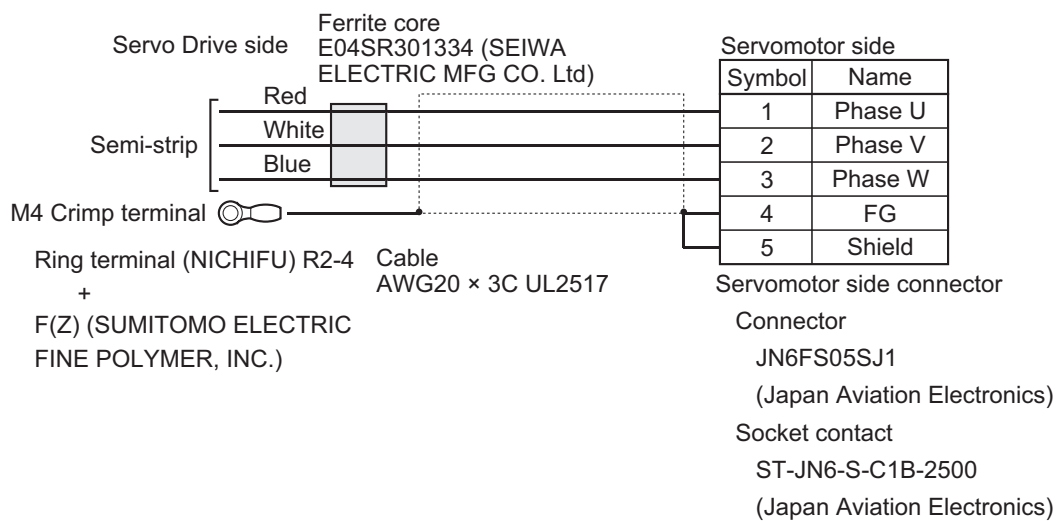 Servo Drive side
Ferrite core
E04SR301334 (SEIWA
ELECTRIC MFG CO. Ltd)
Servomotor side
Symbol Name
1 Phase U
2 Phase V
3 Phase W
4 FG
5 Shield
Red
White
Blue
Semi-strip
M4 Crimp terminal
Ring terminal (NICHIFU) R2-4
+
F(Z) (SUMITOMO ELECTRIC
FINE POLYMER, INC.)
Cable
AWG20 × 3C UL2517
Servomotor side connector
Connector
JN6FS05SJ1
(Japan Aviation Electronics)
Socket contact
ST-JN6-S-C1B-2500
(Japan Aviation Electronics)